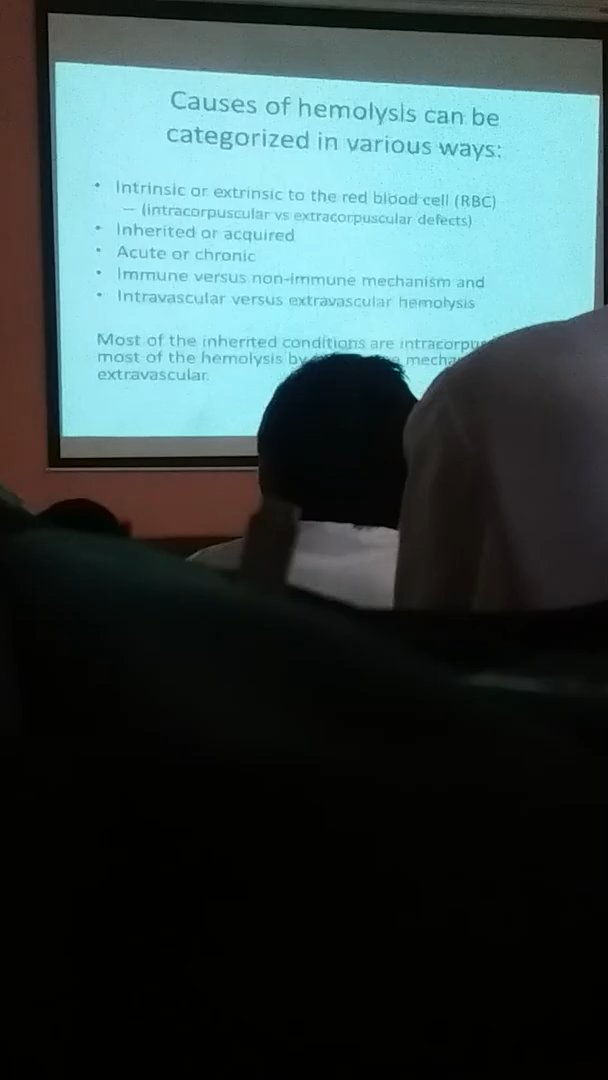 Causes of hemolysis can be
categorized in various ways:
• Intrinsic or extrinsic to the red blood cell (RBC)
– (intracorpuscular vs extracorpuscular defects)
• Inherited or acquired
• Acute or chronic
• Immune versus non-immune mechanism and
• Intravascular versus extravascular hemolysis
Most of the inherited conditions are
most of the hemolysis by
extravascular.